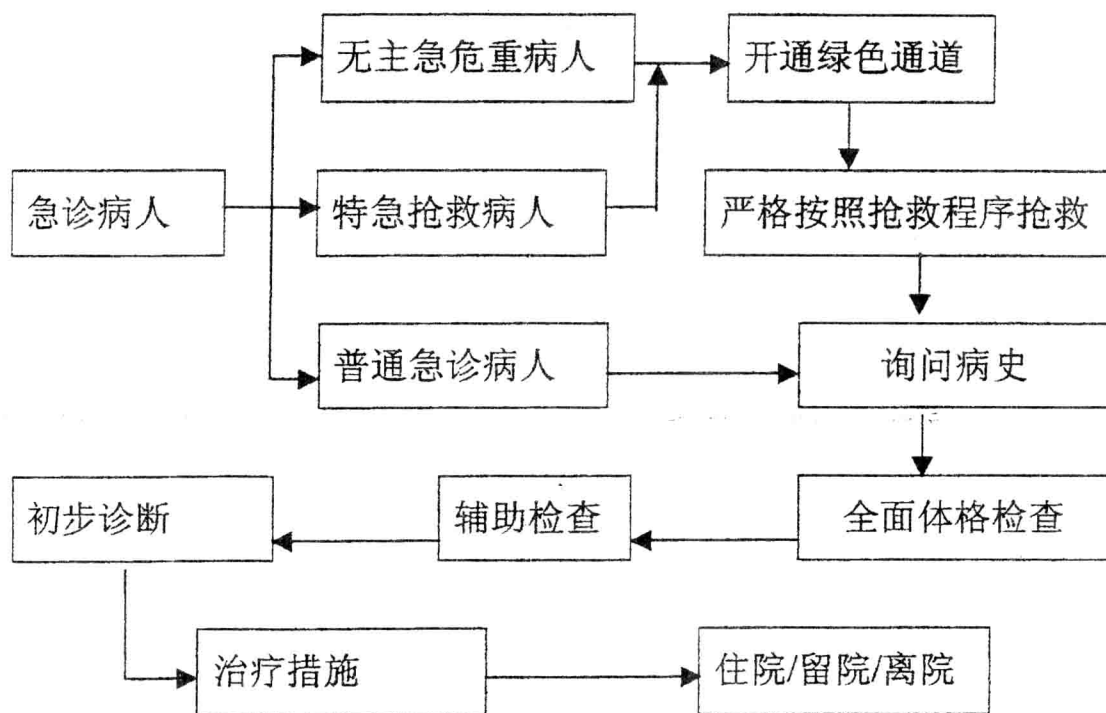 无主急危重病人
开通绿色通道
急诊病人
特急抢救病人
严格按照抢救程序抢救
普通急诊病人
询问病史
初步诊断
辅助检查
全面体格检查
治疗措施
住院/留院/离院